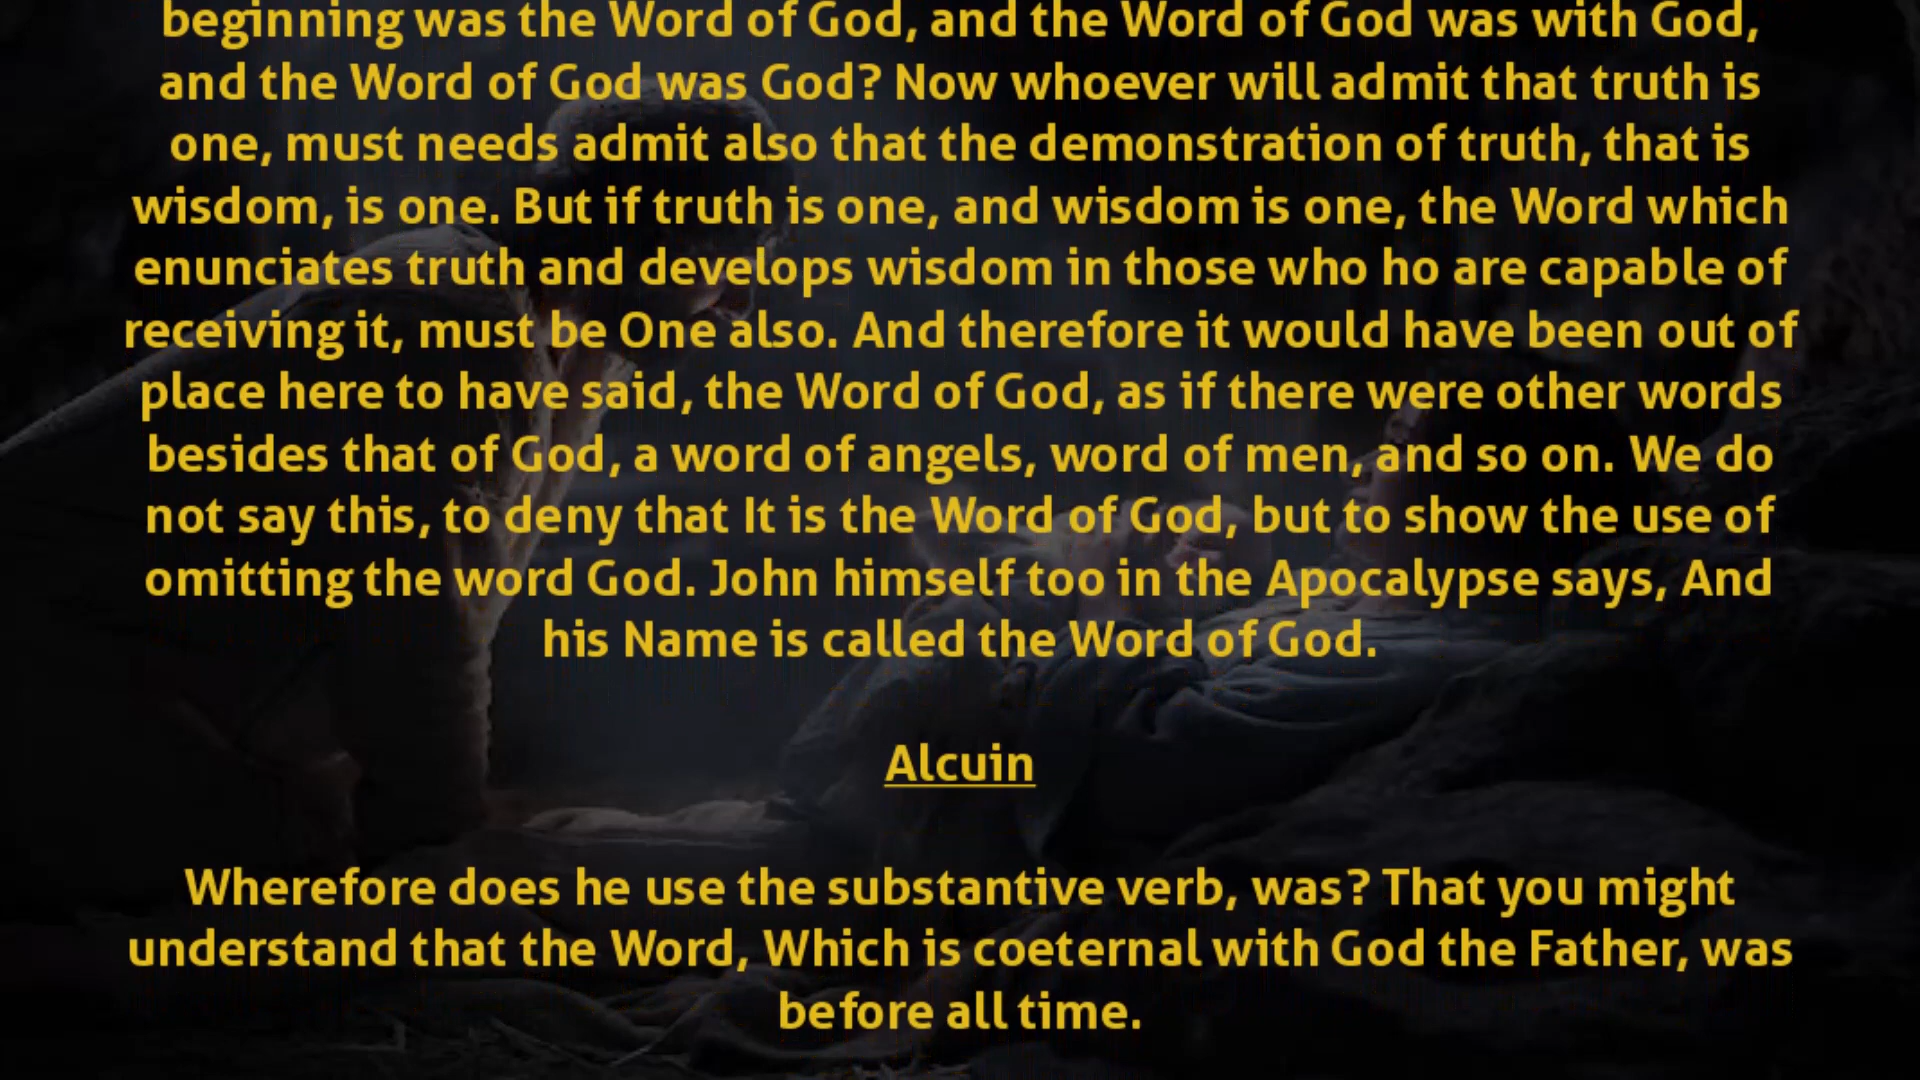 beginning was the Word of God, and the Word of God was with God,
and the Word of God was God? Now whoever will admit that truth is
one, must needs admit also that the demonstration of truth, that is
wisdom, is one. But if truth is one, and wisdom is one, the Word which
enunciates truth and develops wisdom in those who ho are capable of
receiving it, must be One also. And therefore it would have been out of
place here to have said, the Word of God, as if there were other words
besides that of God, a word of angels, word of men, and so on. We do
not say this, to deny that It is the Word of God, but to show the use of
omitting the word God. John himself too in the Apocalypse says, And
his Name is called the Word of God.
Alcuin
Wherefore does he use the substantive verb, was? That you might
understand that the Word, Which is coeternal with God the Father, was
before all time.